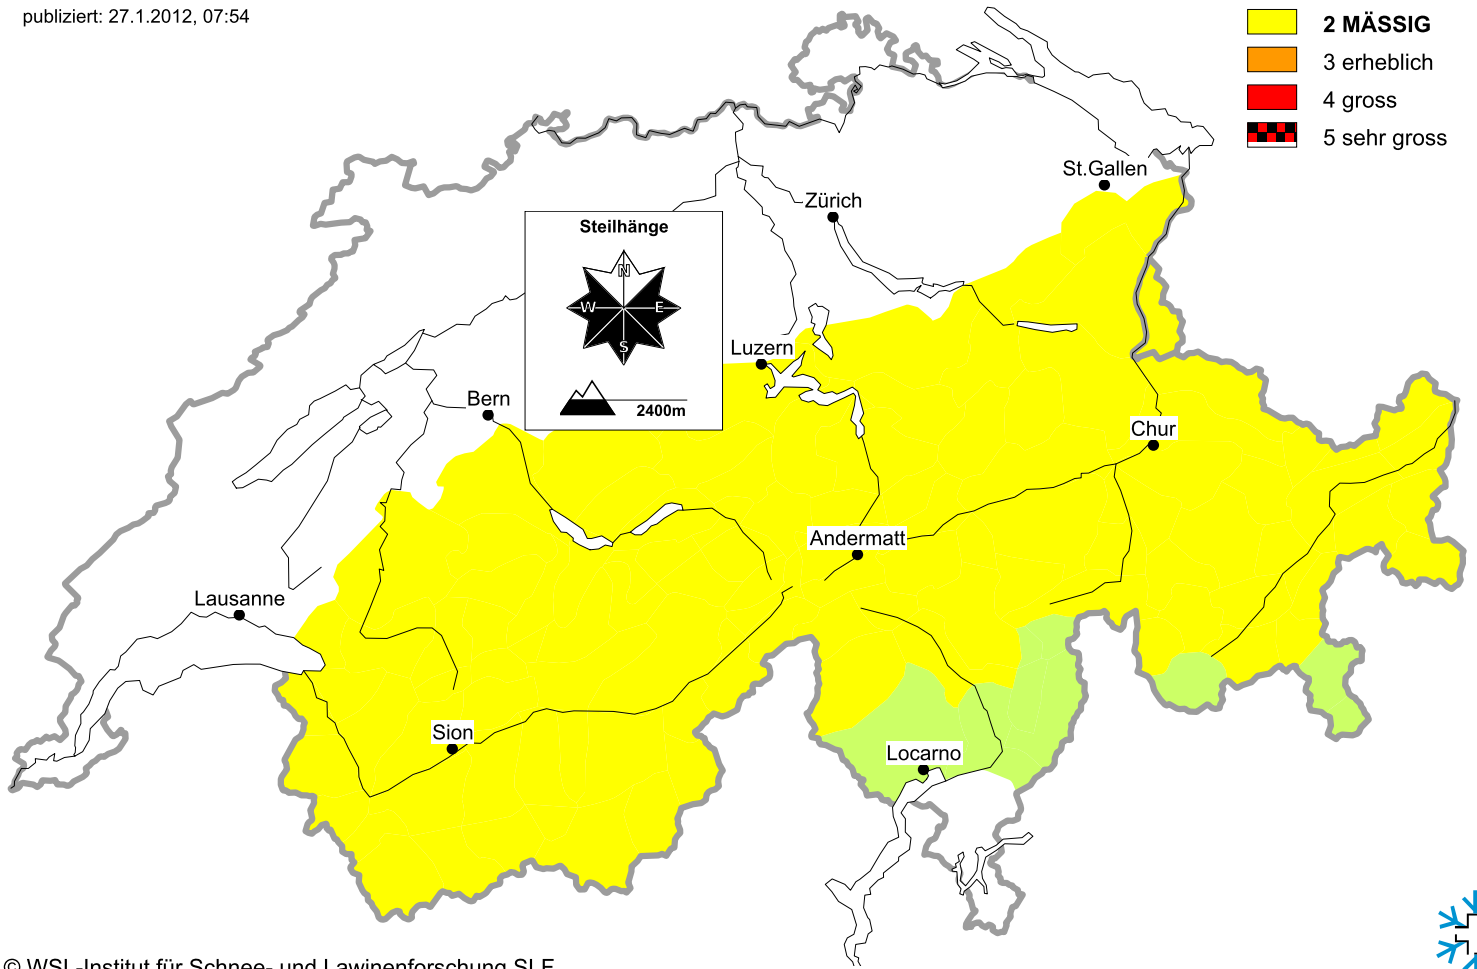 publiziert: 27.1.2012, 07:54
2 MÄSSIG
3 erheblich
4 gross
5 sehr gross
St.Gallen
Zürich
Steilhänge
N
W E
S
2400m
Luzern
Bern
Chur
Andermatt
Lausanne
Sion
Locarno
© WSL-Institut für Schnee- und Lawinenforschung SLF